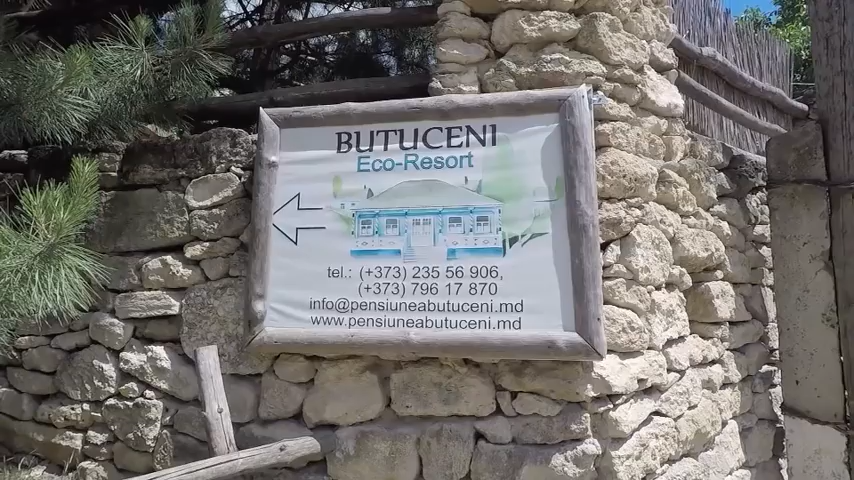 BUTUCENI
Eco-Resort
tel.: (+373) 235 56 906,
(+373) 796 17 870
info@pensiuneabutuceni.md
www.pensiuneabutuceni.md